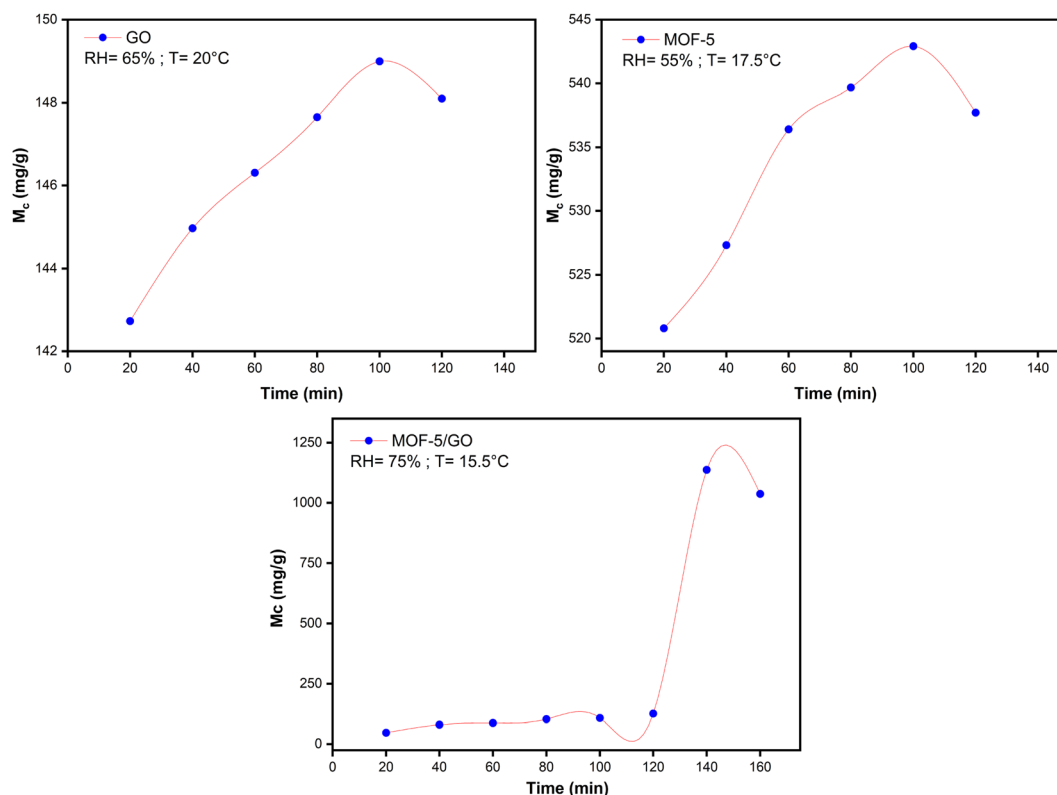 GO
RH= 65% ; T= 20°C
150
148
146
144
142
M_c (mg/g)
0 20 40 60 80 100 120 140
Time (min)
MOF-5
RH= 55% ; T= 17.5°C
545
540
535
530
525
520
M_c (mg/g)
0 20 40 60 80 100 120 140
Time (min)
MOF-5/GO
RH= 75% ; T= 15.5°C
1250
1000
750
500
250
0
Mc (mg/g)
0 20 40 60 80 100 120 140 160
Time (min)